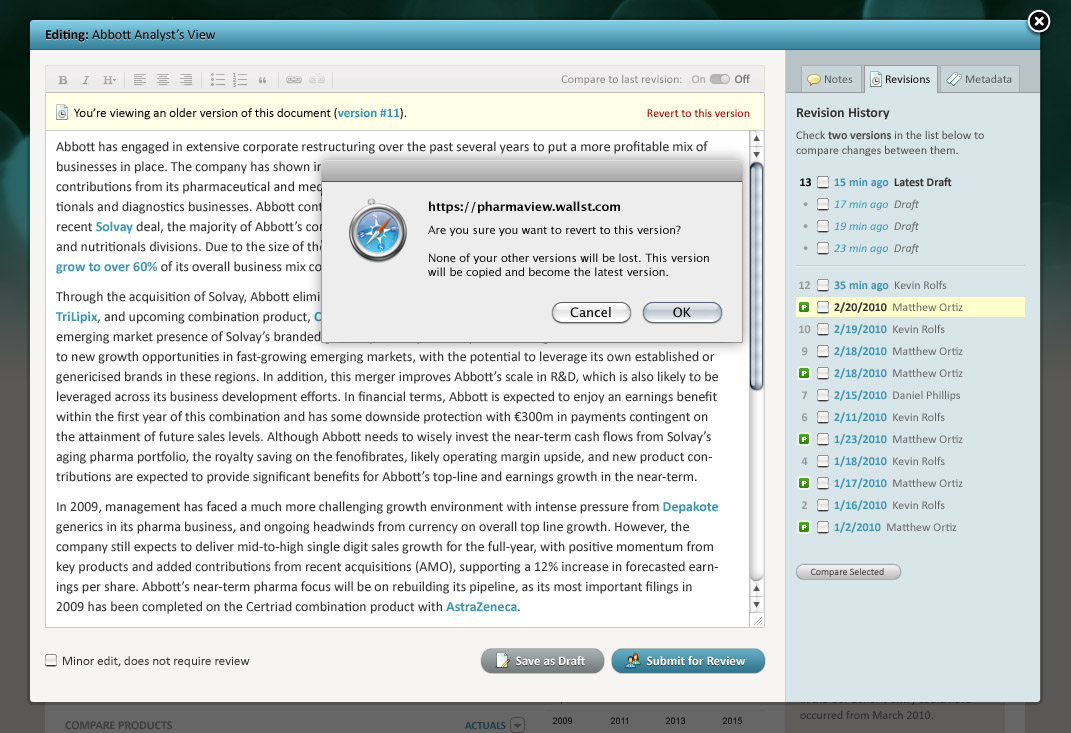 Editing: Abbott Analyst's View
B I H
Compare to last revision: On Off
Notes
Revisions
Metadata
You're viewing an older version of this document (version #11).
Revert to this version
Abbott has engaged in extensive corporate restructuring over the past several years to put a more profitable mix of
businesses in place. The company has shown
contributions from its pharmaceutical and
tionals and diagnostics businesses. Abbott
recent Solvay deal, the majority of Abbott's
and nutritionals divisions. Due to the size of
grow to over 60% of its overall business mix
Through the acquisition of Solvay, Abbott
TriLipix, and upcoming combination product,
emerging market presence of Solvay's branded
to new growth opportunities in fast-growing emerging markets, with the potential to leverage its own established or
genericised brands in these regions. In addition, this merger improves Abbott's scale in R&D, which is also likely to be
leveraged across its business development efforts. In financial terms, Abbott is expected to enjoy an earnings benefit
within the first year of this combination and has some downside protection with €300m in payments contingent on
the attainment of future sales levels. Although Abbott needs to wisely invest the near-term cash flows from Solvay's
aging pharma portfolio, the royalty saving on the fenofibrates, likely operating margin upside, and new product con-
tributions are expected to provide significant benefits for Abbott's top-line and earnings growth in the near-term.
In 2009, management has faced a much more challenging growth environment with intense pressure from Depakote
generics in its pharma business, and ongoing headwinds from currency on overall top line growth. However, the
company still expects to deliver mid-to-high single digit sales growth for the full-year, with positive momentum from
key products and added contributions from recent acquisitions (AMO), supporting a 12% increase in forecasted earn-
ings per share. Abbott's near-term pharma focus will be on rebuilding its pipeline, as its most important filings in
2009 has been completed on the Certriad combination product with AstraZeneca.
https://pharmaview.wallst.com
Are you sure you want to revert to this version?
None of your other versions will be lost. This version
will be copied and become the latest version.
Cancel
OK
Minor edit, does not require review
Save as Draft
Submit for Review
Revision History
Check two versions in the list below to
compare changes between them.
13 15 min ago Latest Draft
• 17 min ago Draft
• 19 min ago Draft
• 23 min ago Draft
12 35 min ago Kevin Rolfs
P 2/20/2010 Matthew Ortiz
10 2/19/2010 Kevin Rolfs
9 2/18/2010 Matthew Ortiz
P 2/18/2010 Matthew Ortiz
7 2/15/2010 Daniel Phillips
6 2/11/2010 Kevin Rolfs
P 1/23/2010 Matthew Ortiz
4 1/18/2010 Kevin Rolfs
P 1/17/2010 Matthew Ortiz
2 1/16/2010 Kevin Rolfs
P 1/2/2010 Matthew Ortiz
Compare Selected
COMPARE PRODUCTS
ACTUALS
2009 2011 2013 2015
occurred from March 2010.